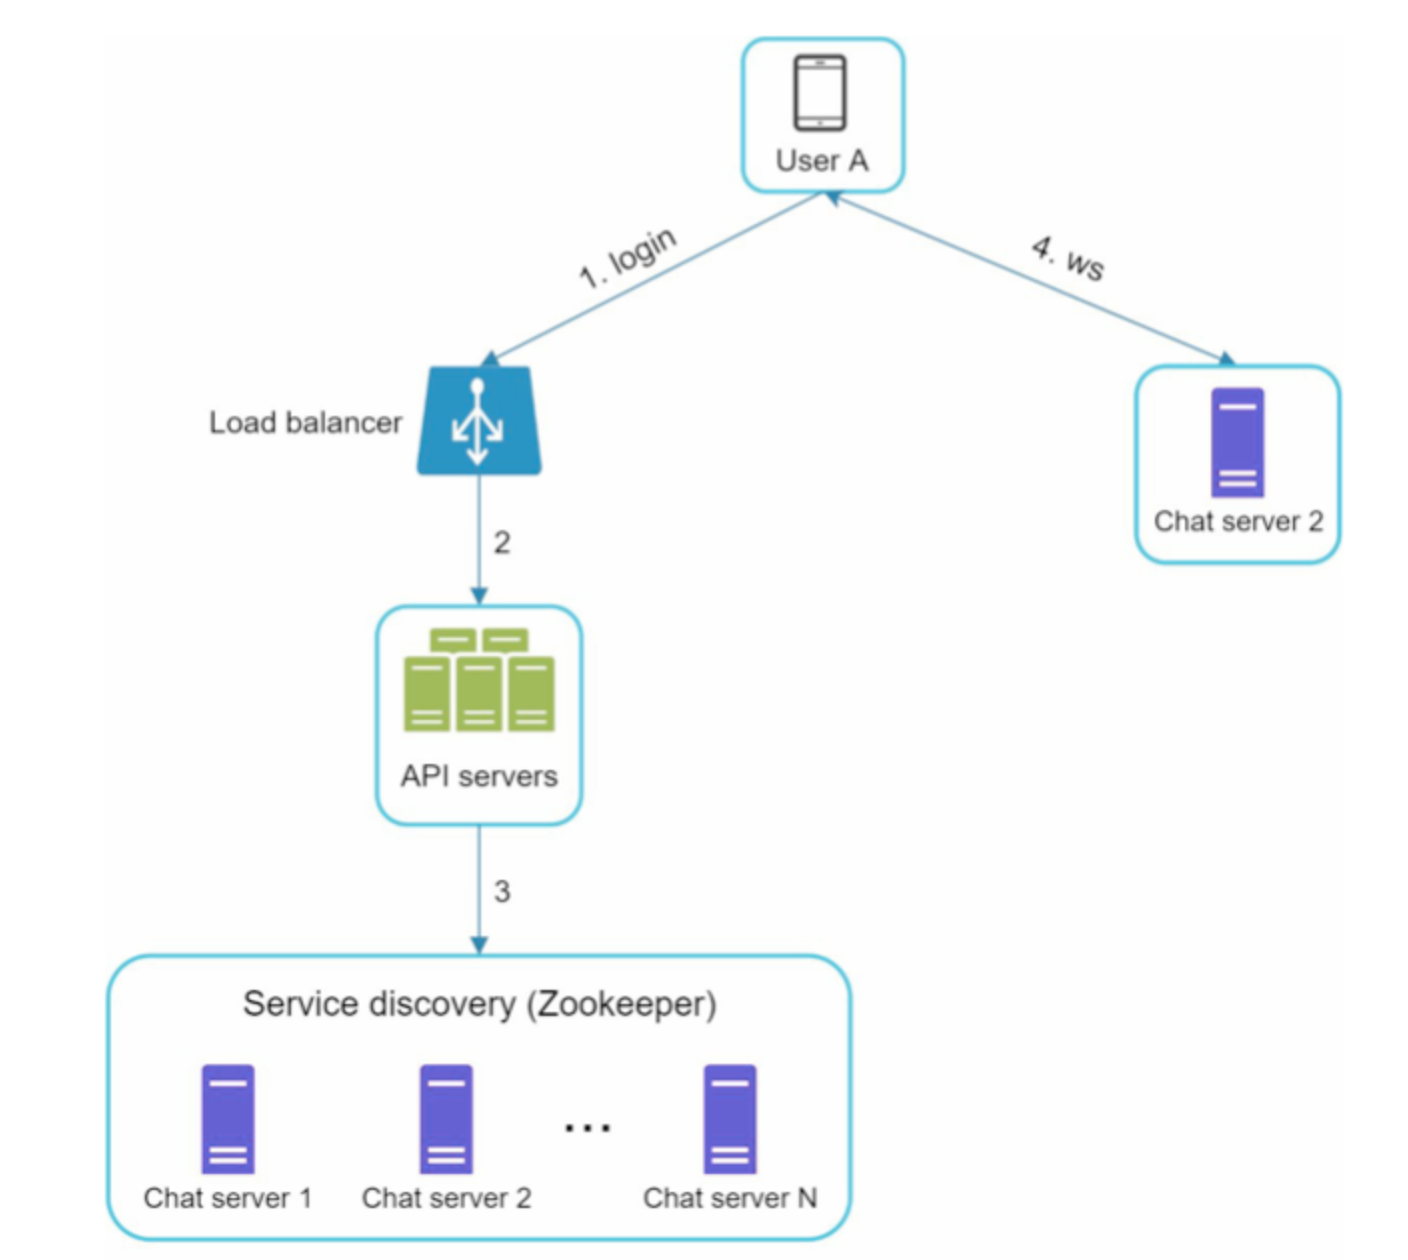 User A
1. login
4. ws
Load balancer
Chat server 2
2
API servers
3
Service discovery (Zookeeper)
...
Chat server 1
Chat server 2
Chat server N